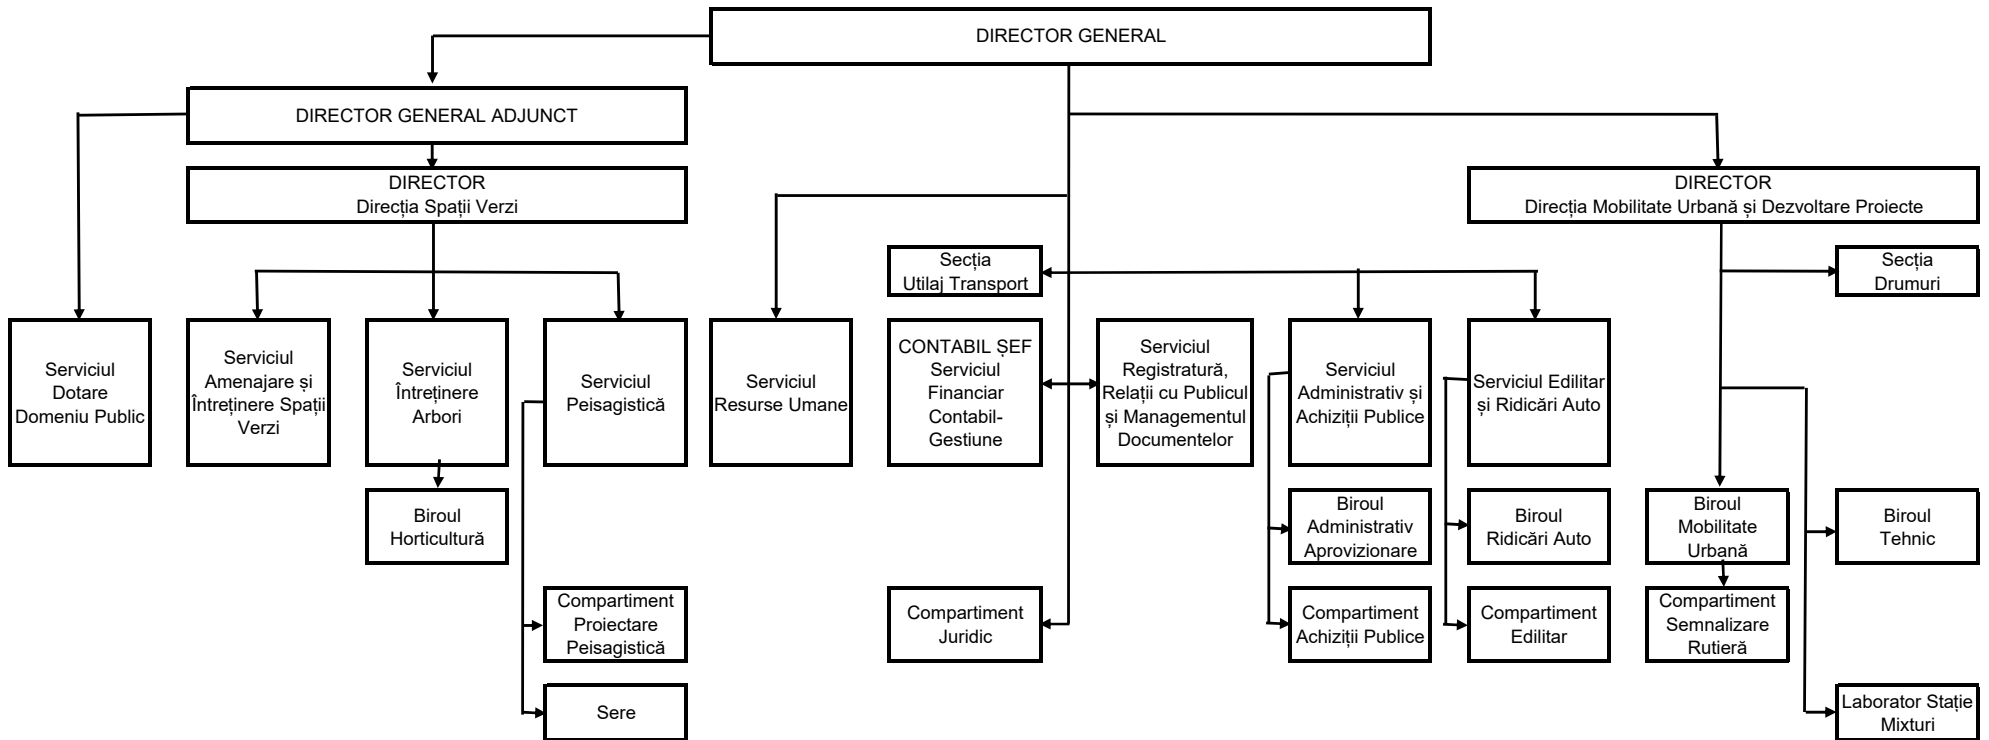 DIRECTOR GENERAL
DIRECTOR GENERAL ADJUNCT
DIRECTOR
Direcția Spații Verzi
DIRECTOR
Direcția Mobilitate Urbană și Dezvoltare Proiecte
Secția
Utilaj Transport
Secția
Drumuri
Serviciul
Dotare
Domeniu Public
Serviciul
Amenajare și
Întreținere Spații
Verzi
Serviciul
Întreținere
Arbori
Serviciul
Peisagistică
Serviciul
Resurse Umane
CONTABIL ȘEF
Serviciul
Financiar
Contabil-
Gestiune
Serviciul
Registratură,
Relații cu Publicul
și Managementul
Documentelor
Serviciul
Administrativ și
Achiziții Publice
Serviciul Edilitar
și Ridicări Auto
Biroul
Horticultură
Biroul
Administrativ
Aprovizionare
Biroul
Ridicări Auto
Biroul
Mobilitate
Urbană
Biroul
Tehnic
Compartiment
Proiectare
Peisagistică
Compartiment
Juridic
Compartiment
Achiziții Publice
Compartiment
Edilitar
Compartiment
Semnalizare
Rutieră
Sere
Laborator Stație
Mixturi